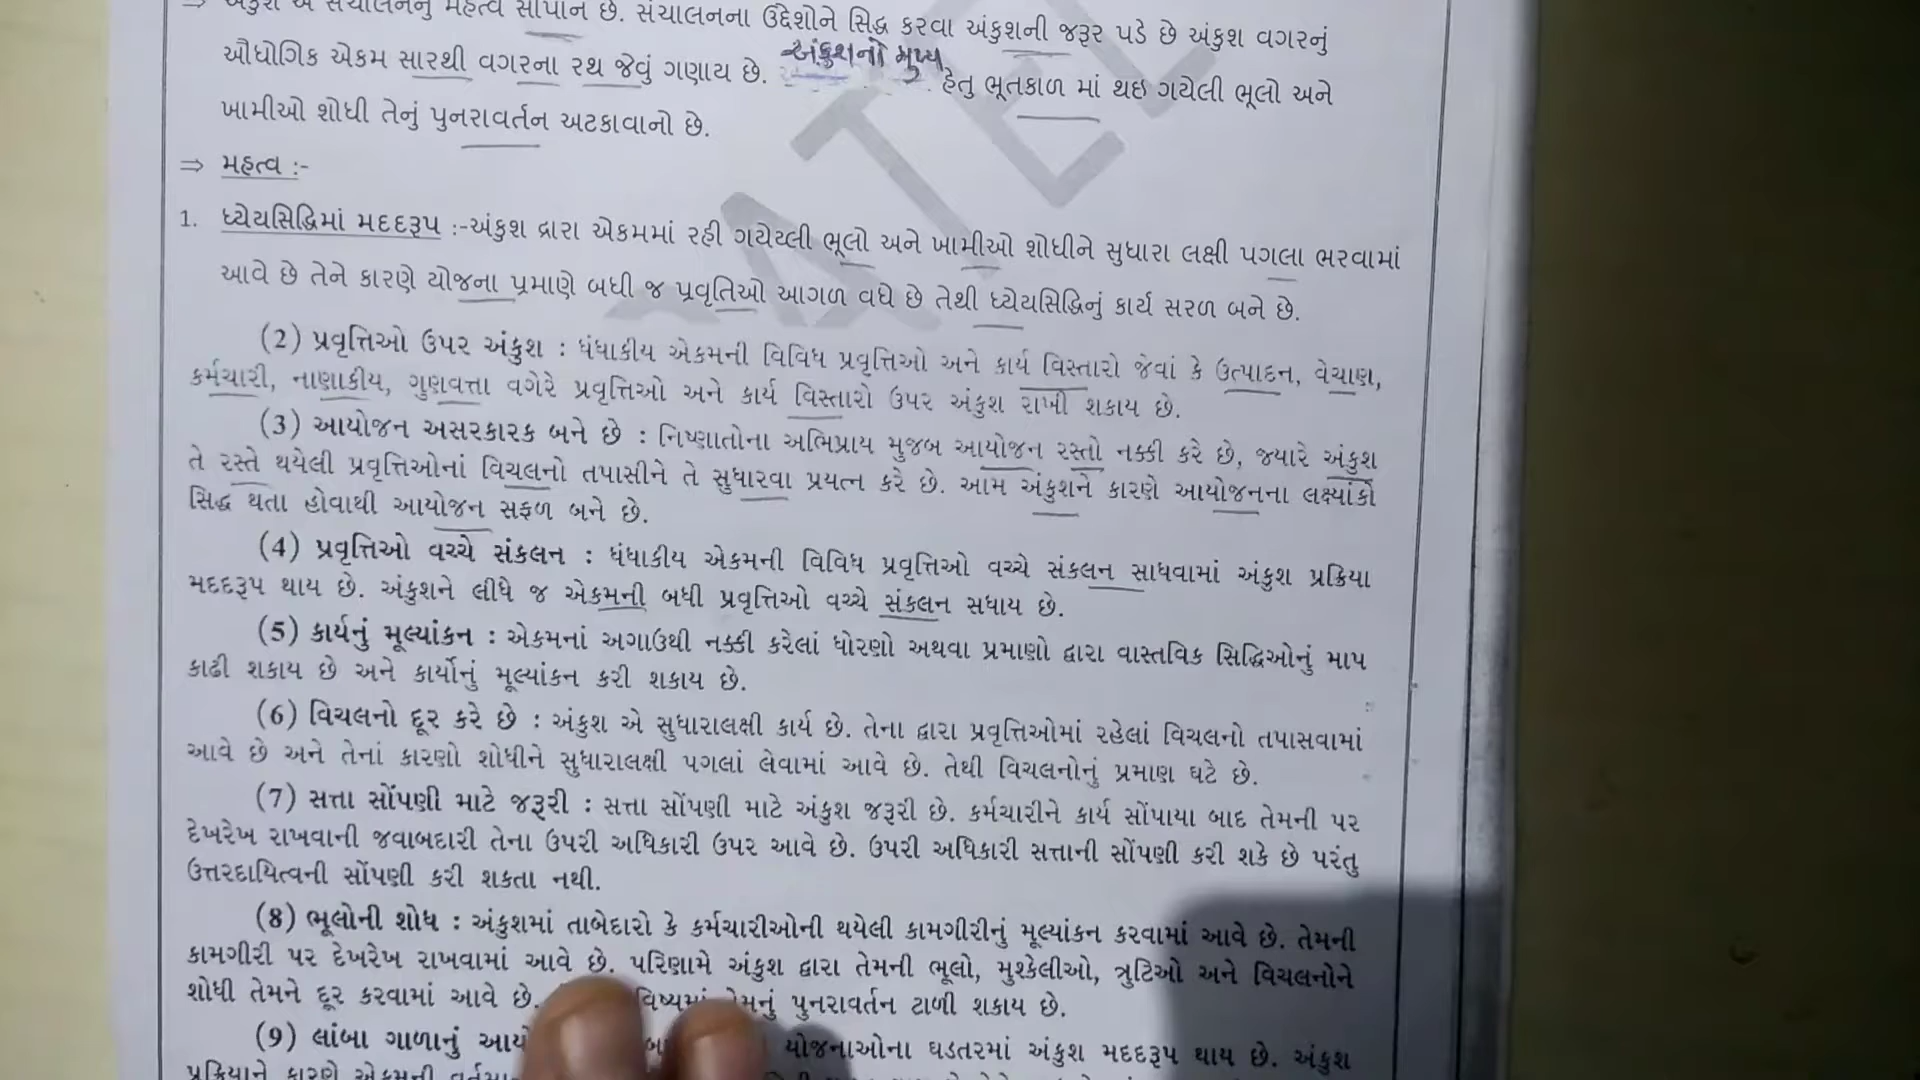 ⇒ અંકુશ એ સંચાલનનું મહત્વ સોપાન છે. સંચાલનના ઉદ્દેશોને સિદ્ધ કરવા અંકુશની જરૂર પડે છે અંકુશ વગરનું
ઔધોગિક એકમ સારથી વગરના રથ જેવું ગણાય છે. અંકુશનો મુખ્ય હેતુ ભૂતકાળ માં થઇ ગયેલી ભૂલો અને
ખામીઓ શોધી તેનું પુનરાવર્તન અટકાવાનો છે.
⇒ મહત્વ :-
1. ધ્યેયસિદ્ધિમાં મદદરૂપ :-અંકુશ દ્રારા એકમમાં રહી ગયેટલી ભૂલો અને ખામીઓ શોધીને સુધારા લક્ષી પગલા ભરવામાં
આવે છે તેને કારણે યોજના પ્રમાણે બધી જ પ્રવૃતિઓ આગળ વધે છે તેથી ધ્યેયસિદ્ધિનું કાર્ય સરળ બને છે.
(2) પ્રવૃત્તિઓ ઉપર અંકુશ : ધંધાકીય એકમની વિવિધ પ્રવૃત્તિઓ અને કાર્ય વિસ્તારો જેવાં કે ઉત્પાદન, વેચાણ,
કર્મચારી, નાણાકીય, ગુણવત્તા વગેરે પ્રવૃત્તિઓ અને કાર્ય વિસ્તારો ઉપર અંકુશ રાખી શકાય છે.
(3) આયોજન અસરકારક બને છે : નિષ્ણાતોના અભિપ્રાય મુજબ આયોજન રસ્તો નક્કી કરે છે, જ્યારે અંકુશ
તે રસ્તે થયેલી પ્રવૃત્તિઓનાં વિચલનો તપાસીને તે સુધારવા પ્રયત્ન કરે છે. આમ અંકુશને કારણે આયોજનના લક્ષ્યાંકો
સિદ્ધ થતા હોવાથી આયોજન સફળ બને છે.
(4) પ્રવૃત્તિઓ વચ્ચે સંકલન : ધંધાકીય એકમની વિવિધ પ્રવૃત્તિઓ વચ્ચે સંકલન સાધવામાં અંકુશ પ્રક્રિયા
મદદરૂપ થાય છે. અંકુશને લીધે જ એકમની બધી પ્રવૃત્તિઓ વચ્ચે સંકલન સધાય છે.
(5) કાર્યનું મૂલ્યાંકન : એકમનાં અગાઉથી નક્કી કરેલાં ધોરણો અથવા પ્રમાણો દ્વારા વાસ્તવિક સિદ્ધિઓનું માપ
કાઢી શકાય છે અને કાર્યોનું મૂલ્યાંકન કરી શકાય છે.
(6) વિચલનો દૂર કરે છે : અંકુશ એ સુધારાલક્ષી કાર્ય છે. તેના દ્વારા પ્રવૃત્તિઓમાં રહેલાં વિચલનો તપાસવામાં
આવે છે અને તેનાં કારણો શોધીને સુધારાલક્ષી પગલાં લેવામાં આવે છે. તેથી વિચલનોનું પ્રમાણ ઘટે છે.
(7) સત્તા સોંપણી માટે જરૂરી : સત્તા સોંપણી માટે અંકુશ જરૂરી છે. કર્મચારીને કાર્ય સોંપાયા બાદ તેમની પર
દેખરેખ રાખવાની જવાબદારી તેના ઉપરી અધિકારી ઉપર આવે છે. ઉપરી અધિકારી સત્તાની સોંપણી કરી શકે છે પરંતુ
ઉત્તરદાયિત્વની સોંપણી કરી શકતા નથી.
(8) ભૂલોની શોધ : અંકુશમાં તાબેદારો કે કર્મચારીઓની થયેલી કામગીરીનું મૂલ્યાંકન કરવામાં આવે છે. તેમની
કામગીરી પર દેખરેખ રાખવામાં આવે છે. પરિણામે અંકુશ દ્વારા તેમની ભૂલો, મુશ્કેલીઓ, ત્રુટિઓ અને વિચલનોને
શોધી તેમને દૂર કરવામાં આવે છે. પુનરાવર્તન ટાળી શકાય છે.
(9) લાંબા ગાળાનું યોજનાઓના ઘડતરમાં અંકુશ મદદરૂપ થાય છે. અંકુશ
પ્રક્રિયાને કારણે એકમની